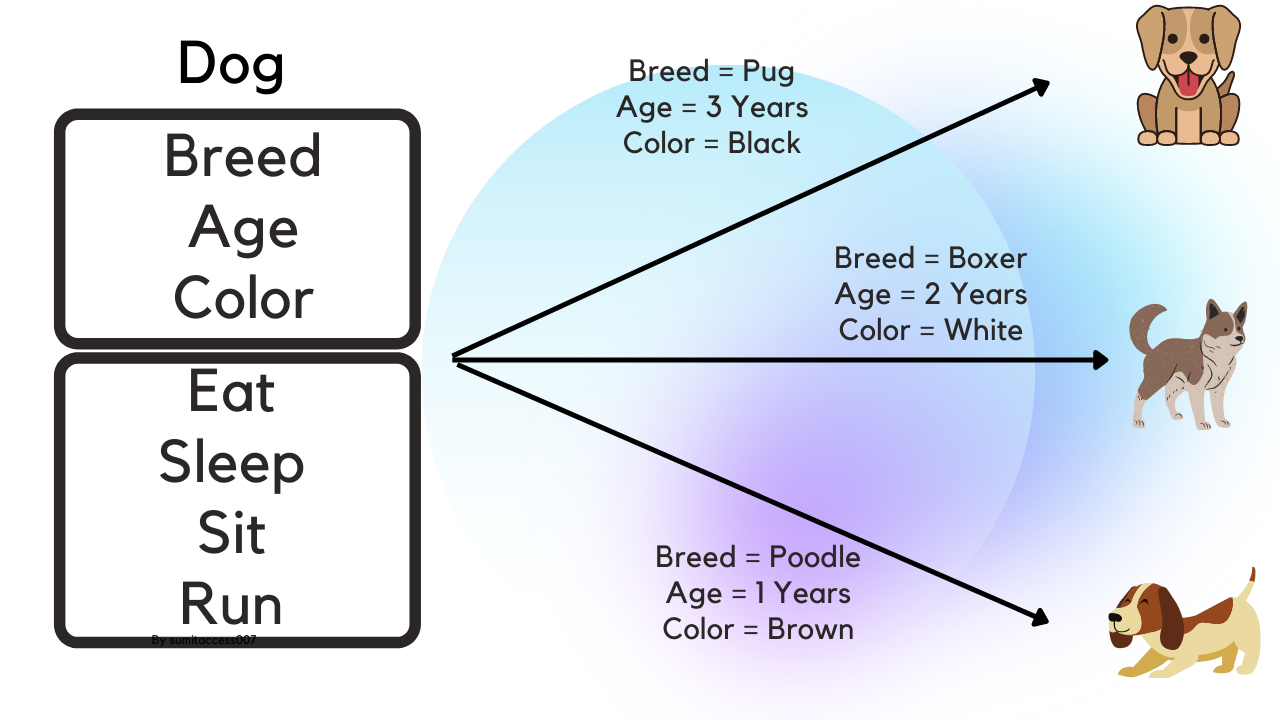 Dog
Breed
Age
Color
Eat
Sleep
Sit
Run
By sumitaccess007
Breed = Pug
Age = 3 Years
Color = Black
Breed = Boxer
Age = 2 Years
Color = White
Breed = Poodle
Age = 1 Years
Color = Brown